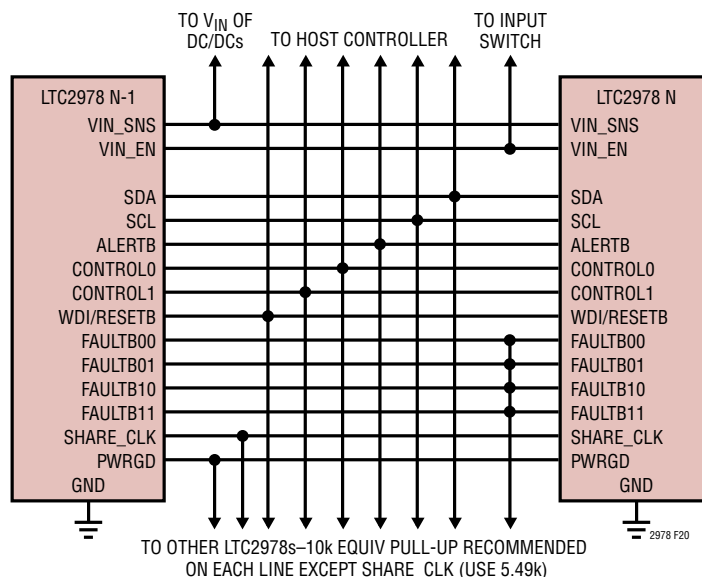 TO VIN OF
DC/DCs
TO HOST CONTROLLER
TO INPUT
SWITCH
LTC2978 N-1
VIN_SNS
VIN_EN
SDA
SCL
ALERTB
CONTROL0
CONTROL1
WDI/RESETB
FAULTB00
FAULTB01
FAULTB10
FAULTB11
SHARE_CLK
PWRGD
GND
LTC2978 N
VIN_SNS
VIN_EN
SDA
SCL
ALERTB
CONTROL0
CONTROL1
WDI/RESETB
FAULTB00
FAULTB01
FAULTB10
FAULTB11
SHARE_CLK
PWRGD
GND
2978 F20
TO OTHER LTC2978s–10k EQUIV PULL-UP RECOMMENDED
ON EACH LINE EXCEPT SHARE_CLK (USE 5.49k)